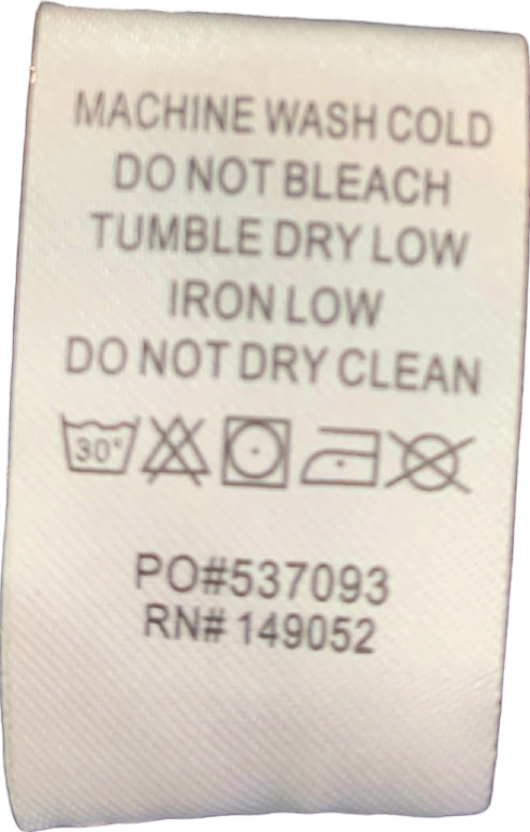 MACHINE WASH COLD
DO NOT BLEACH
TUMBLE DRY LOW
IRON LOW
DO NOT DRY CLEAN
30°
PO#537093
RN# 149052